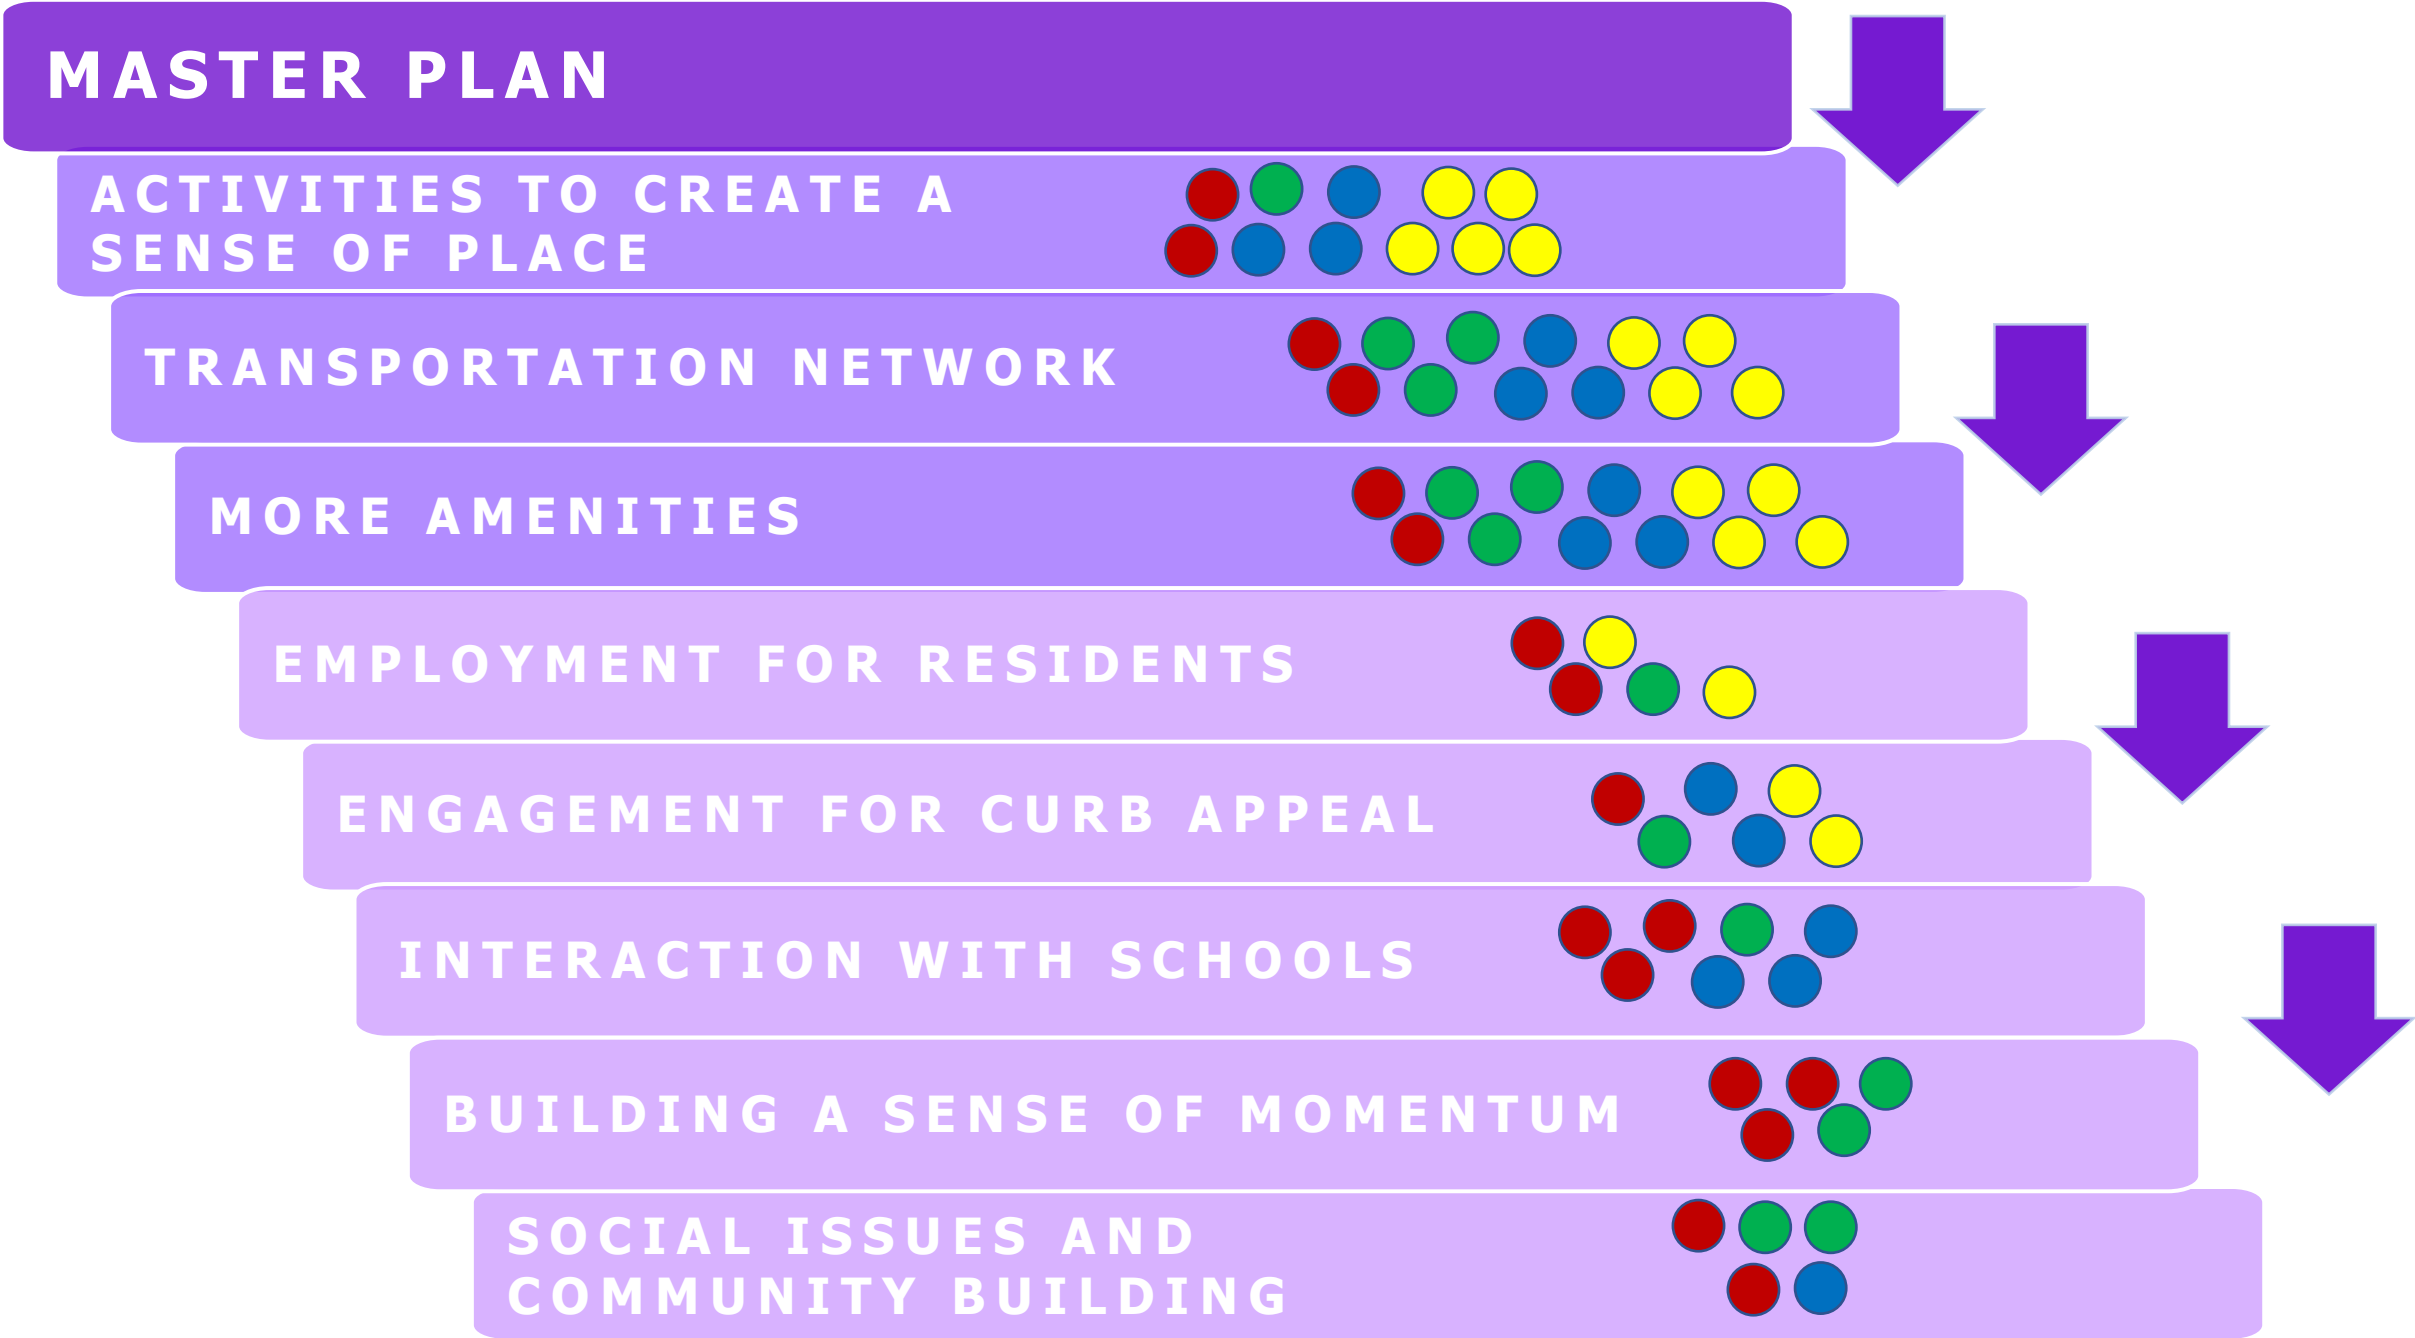 MASTER PLAN
ACTIVITIES TO CREATE A
SENSE OF PLACE
TRANSPORTATION NETWORK
MORE AMENITIES
EMPLOYMENT FOR RESIDENTS
ENGAGEMENT FOR CURB APPEAL
INTERACTION WITH SCHOOLS
BUILDING A SENSE OF MOMENTUM
SOCIAL ISSUES AND
COMMUNITY BUILDING